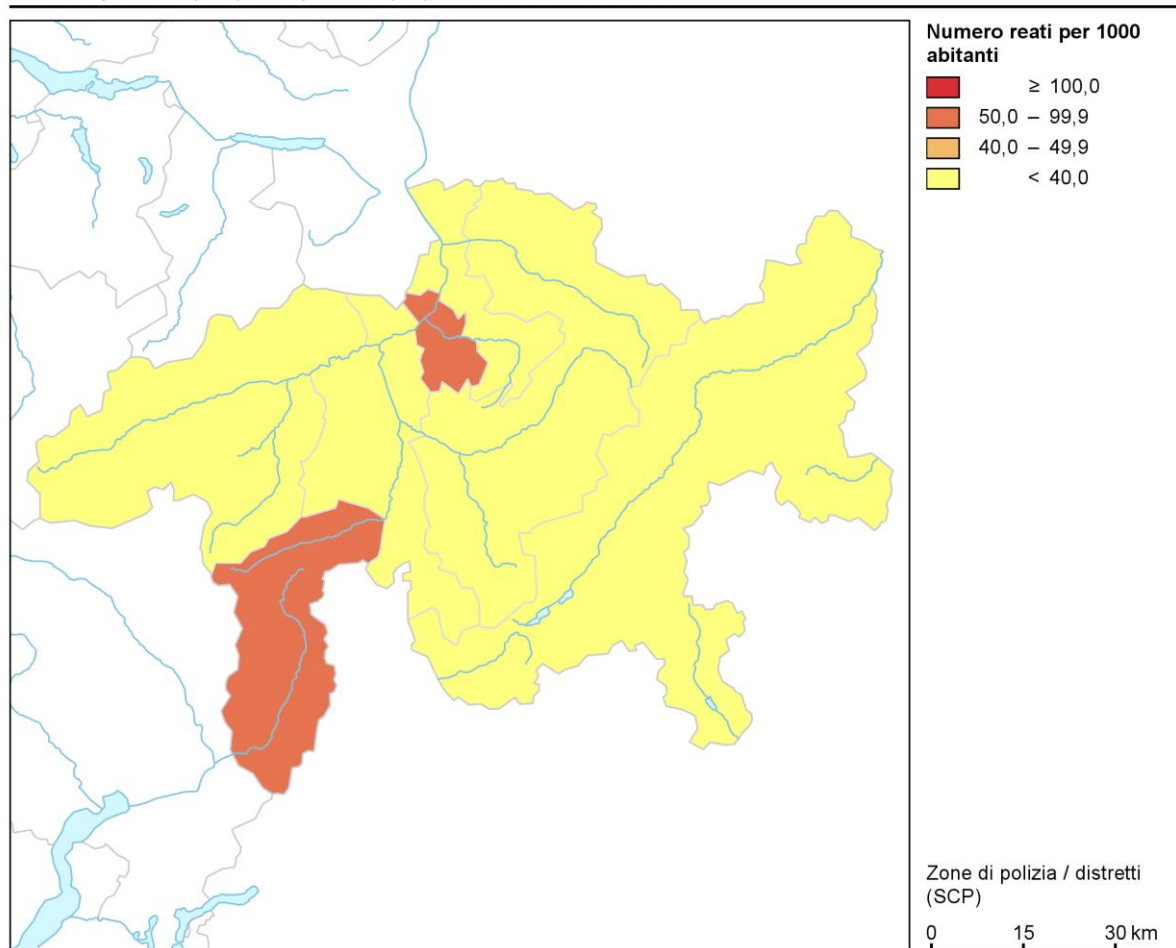 Numero reati per 1000
abitanti
≥ 100,0
50,0 – 99,9
40,0 – 49,9
< 40,0
Zone di polizia / distretti
(SCP)
0 15 30 km